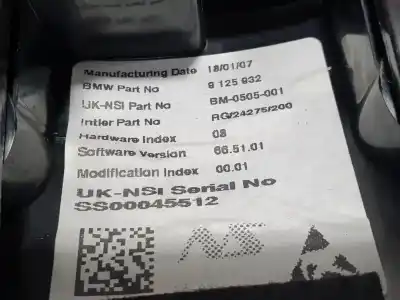 Manufacturing Date 18/01/07
BMW Part No 9 125 932
UK-NSI Part No BM-0505-001
Intier Part No RG/24275/200
Hardware Index 08
Software Version 66.51.01
Modification Index 00.01
UK-NSI Serial No
SS00045512
NS